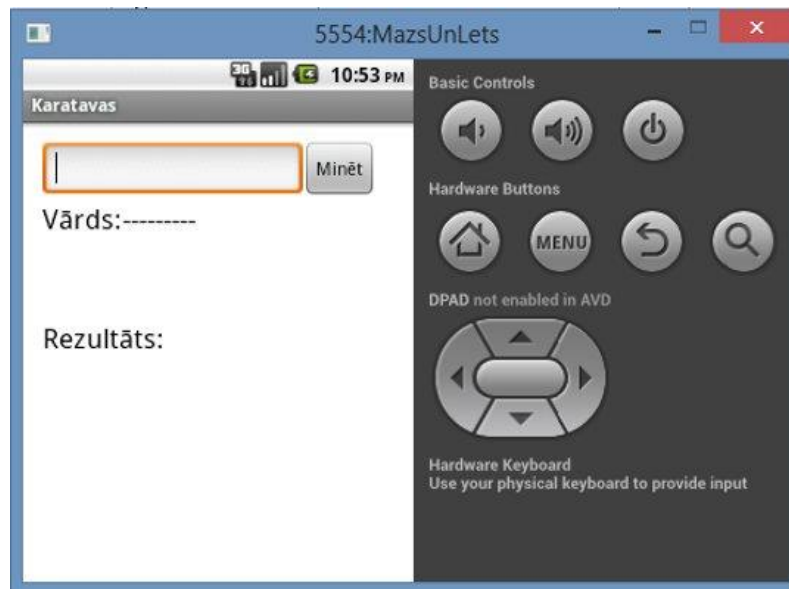 5554:MazsUnLets
3G
10:53 PM
Karatavas
Minēt
Vārds:---------
Rezultāts:
Basic Controls
Hardware Buttons
MENU
DPAD not enabled in AVD
Hardware Keyboard
Use your physical keyboard to provide input